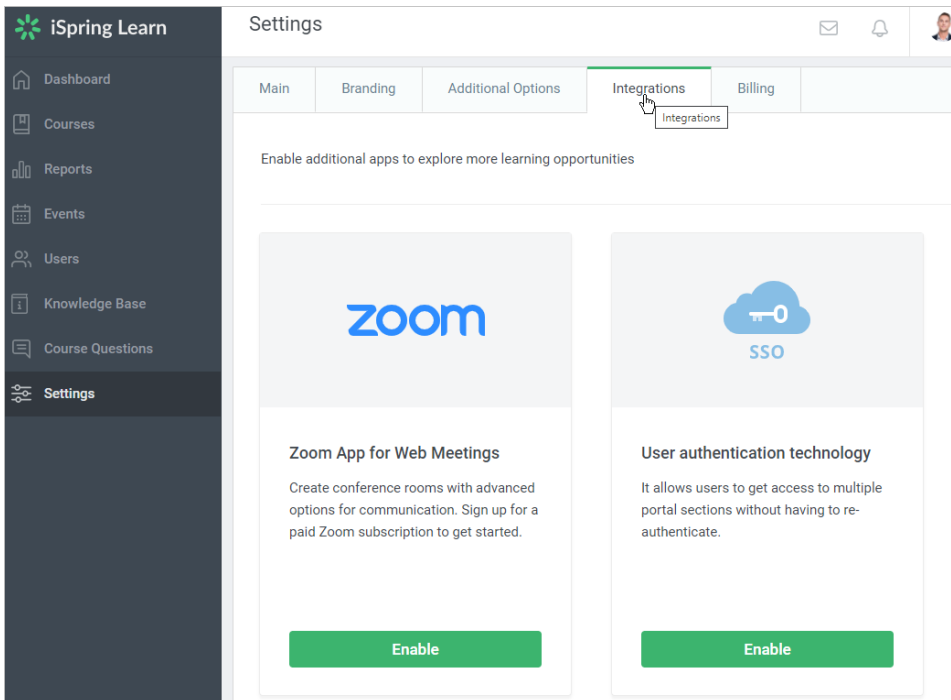 iSpring Learn
Settings
Dashboard
Courses
Reports
Events
Users
Knowledge Base
Course Questions
Settings
Main
Branding
Additional Options
Integrations
Billing
Integrations
Enable additional apps to explore more learning opportunities
zoom
Zoom App for Web Meetings
Create conference rooms with advanced
options for communication. Sign up for a
paid Zoom subscription to get started.
Enable
SSO
User authentication technology
It allows users to get access to multiple
portal sections without having to re-
authenticate.
Enable